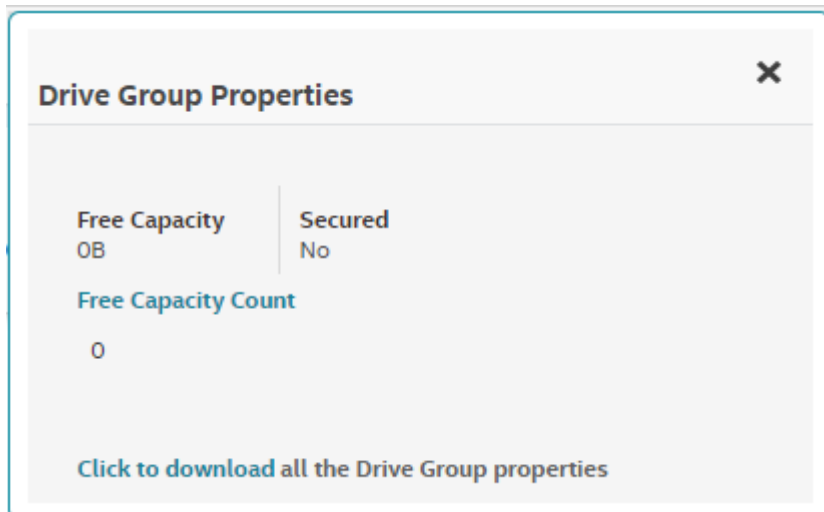 Drive Group Properties
Free Capacity
Secured
0B
No
Free Capacity Count
0
Click to download all the Drive Group properties